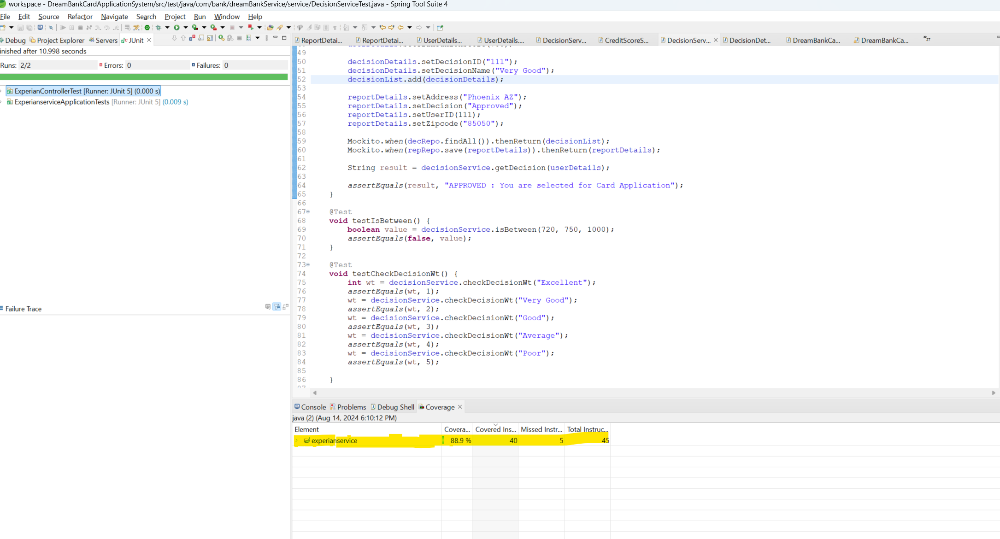 workspace - DreamBankCardApplicationSystem/src/test/java/com/bank/dreamBankService/service/DecisionServiceTest.java - Spring Tool Suite 4
File Edit Source Refactor Navigate Search Project Run Window Help
Debug Project Explorer Servers JUnit
inished after 10.998 seconds
Runs: 2/2 Errors: 0 Failures: 0
ExperianControllerTest [Runner: JUnit 5] (0.000 s)
ExperianserviceApplicationTests [Runner: JUnit 5] (0.009 s)
Failure Trace
ReportDetai... ReportDetai... UserDetails... UserDetails.... DecisionServ... CreditScoreS... DecisionServ... DecisionDet... DreamBankCa... DreamBankCa... »27
49
50 decisionDetails.setDecisionID("111");
51 decisionDetails.setDecisionName("Very Good");
52 decisionList.add(decisionDetails);
53
54 reportDetails.setAddress("Phoenix AZ");
55 reportDetails.setDecision("Approved");
56 reportDetails.setUserID(111);
57 reportDetails.setZipcode("85050");
58
59 Mockito.when(decRepo.findAll()).thenReturn(decisionList);
60 Mockito.when(repRepo.save(reportDetails)).thenReturn(reportDetails);
61
62 String result = decisionService.getDecision(userDetails);
63
64 assertEquals(result, "APPROVED : You are selected for Card Application");
65 }
66
67 @Test
68 void testIsBetween() {
69 boolean value = decisionService.isBetween(720, 750, 1000);
70 assertEquals(false, value);
71 }
72
73 @Test
74 void testCheckDecisionWt() {
75 int wt = decisionService.checkDecisionWt("Excellent");
76 assertEquals(wt, 1);
77 wt = decisionService.checkDecisionWt("Very Good");
78 assertEquals(wt, 2);
79 wt = decisionService.checkDecisionWt("Good");
80 assertEquals(wt, 3);
81 wt = decisionService.checkDecisionWt("Average");
82 assertEquals(wt, 4);
83 wt = decisionService.checkDecisionWt("Poor");
84 assertEquals(wt, 5);
85
86 }
Console Problems Debug Shell Coverage
java (2) (Aug 14, 2024 6:10:12 PM)
Element Covera... Covered Ins... Missed Instr... Total Instruc...
experianservice 88.9 % 40 5 45